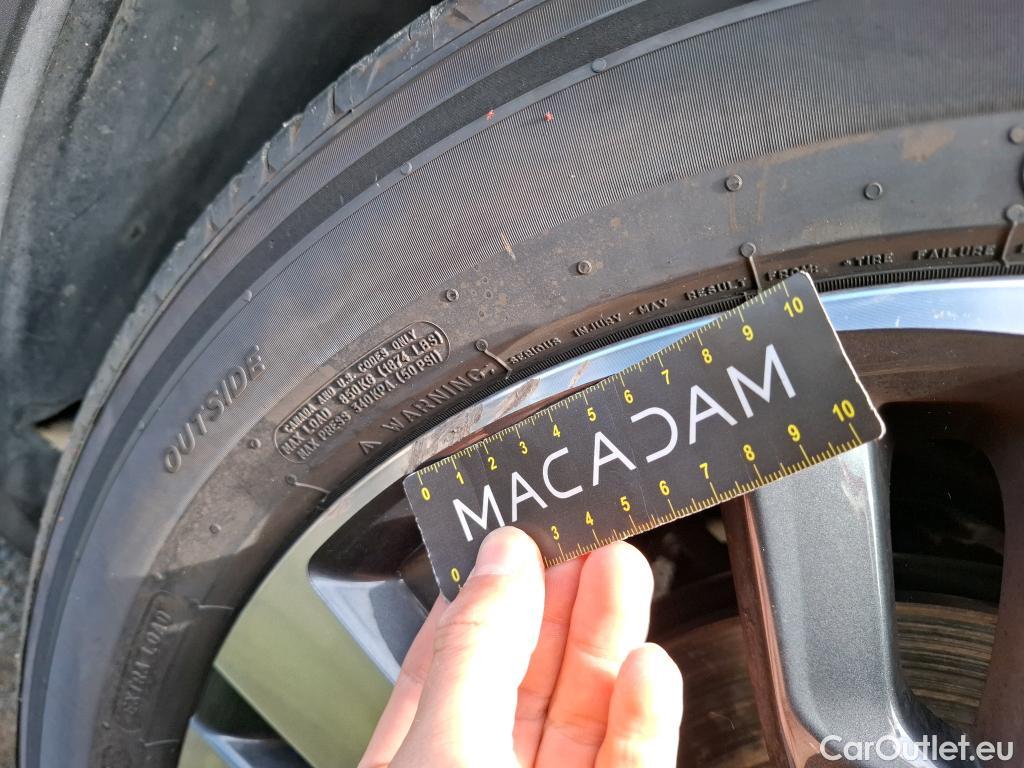 OUTSIDE
CANADA AND U.S. CODES ONLY
MAX LOAD 850KG (1874 LBS)
MAX PRESS 340KPA (50 PSI)
WARNING
SERIOUS INJURY MAY RESULT FROM
TIRE FAILURE
EXTRA LOAD
0 1 2 3 4 5 6 7 8 9 10
MACADAM
0 3 4 5 6 7 8 9 10
CarOutlet.eu